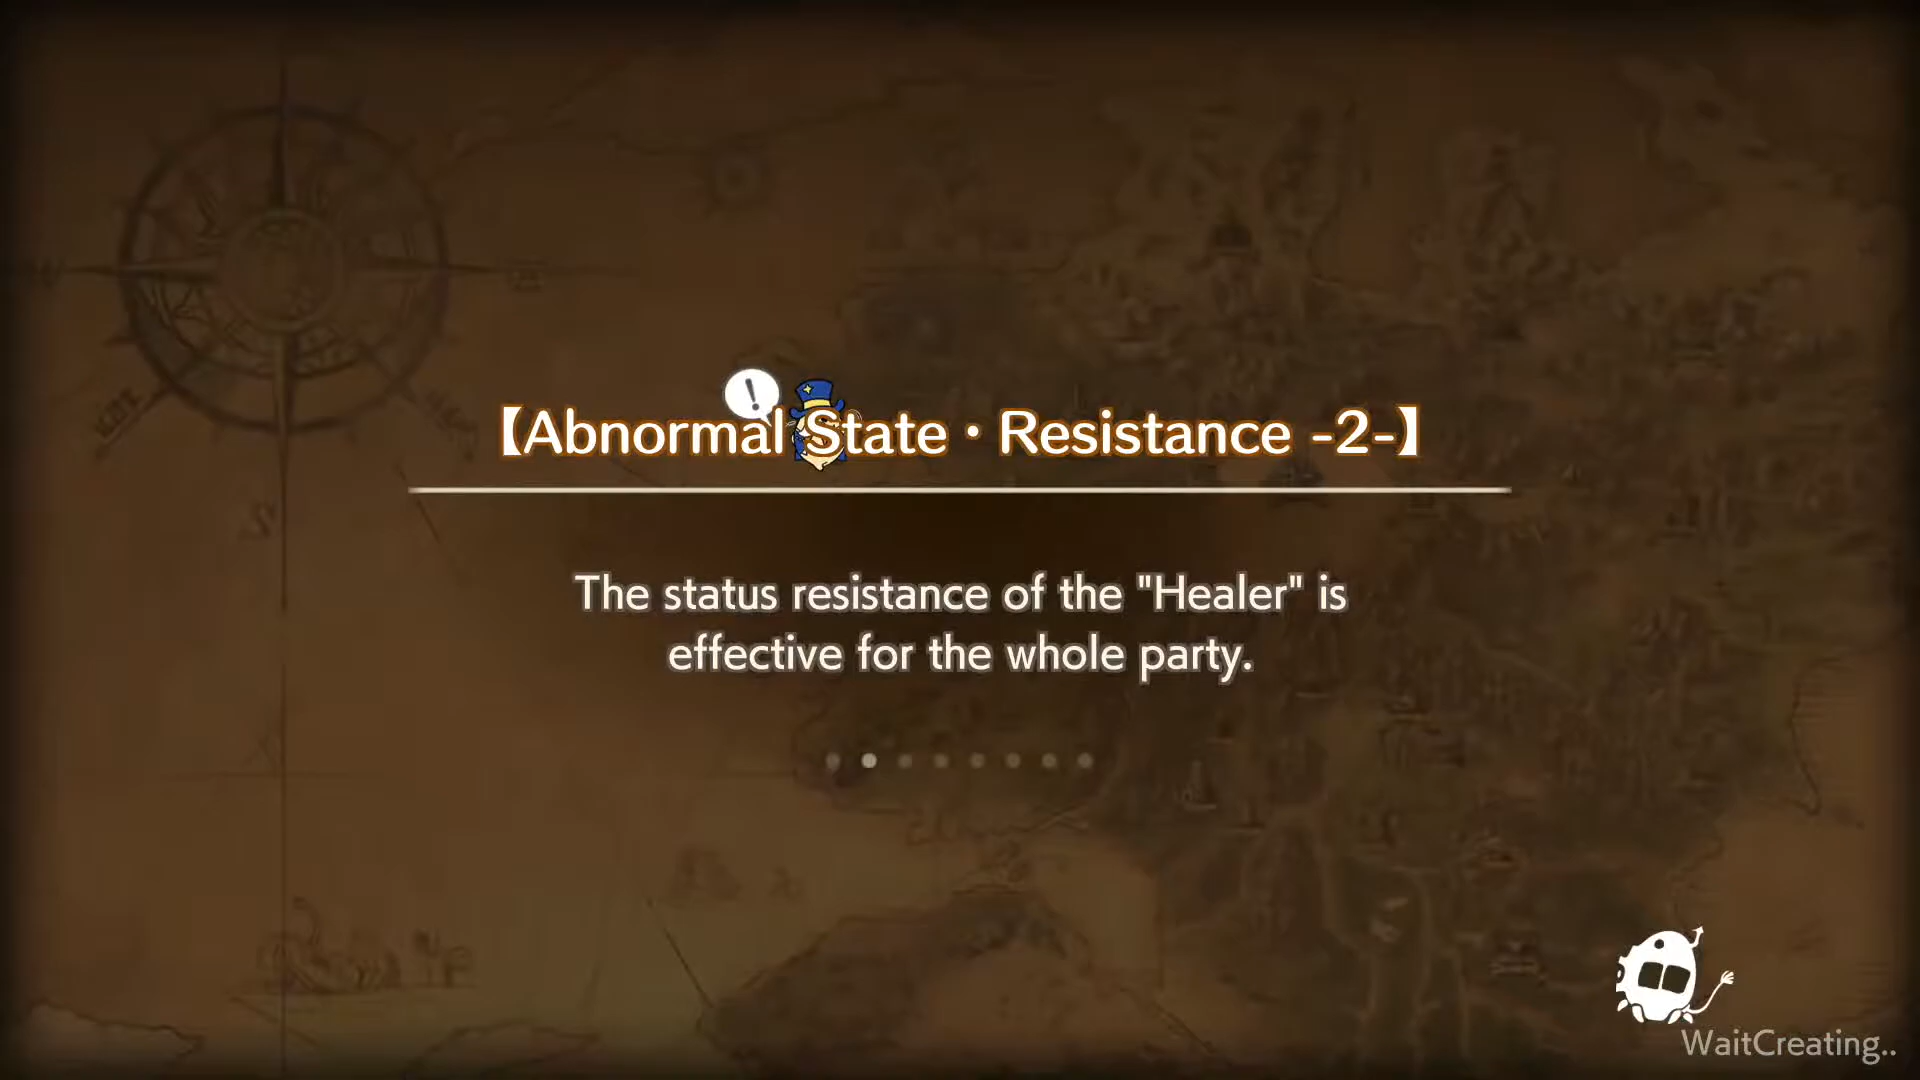 【Abnormal State・Resistance -2-】
The status resistance of the "Healer" is
effective for the whole party.
WaitCreating..